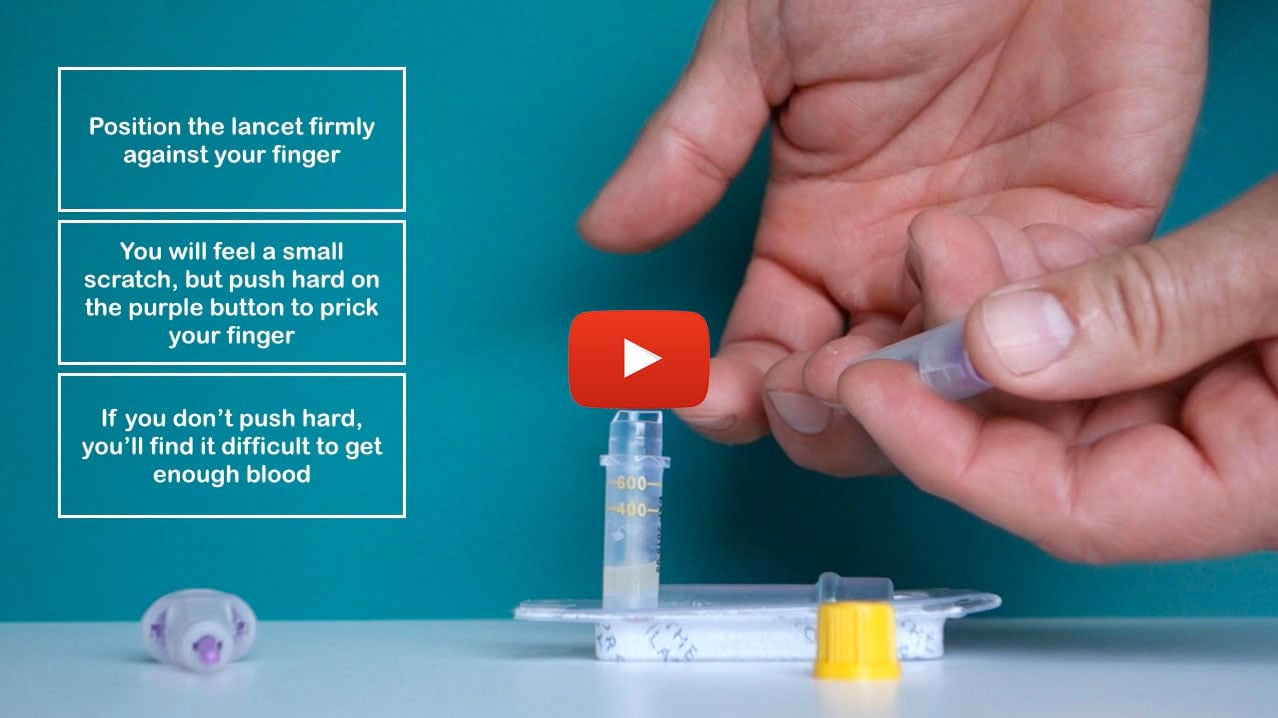 Position the lancet firmly
against your finger
You will feel a small
scratch, but push hard on
the purple button to prick
your finger
If you don’t push hard,
you’ll find it difficult to get
enough blood
600
400